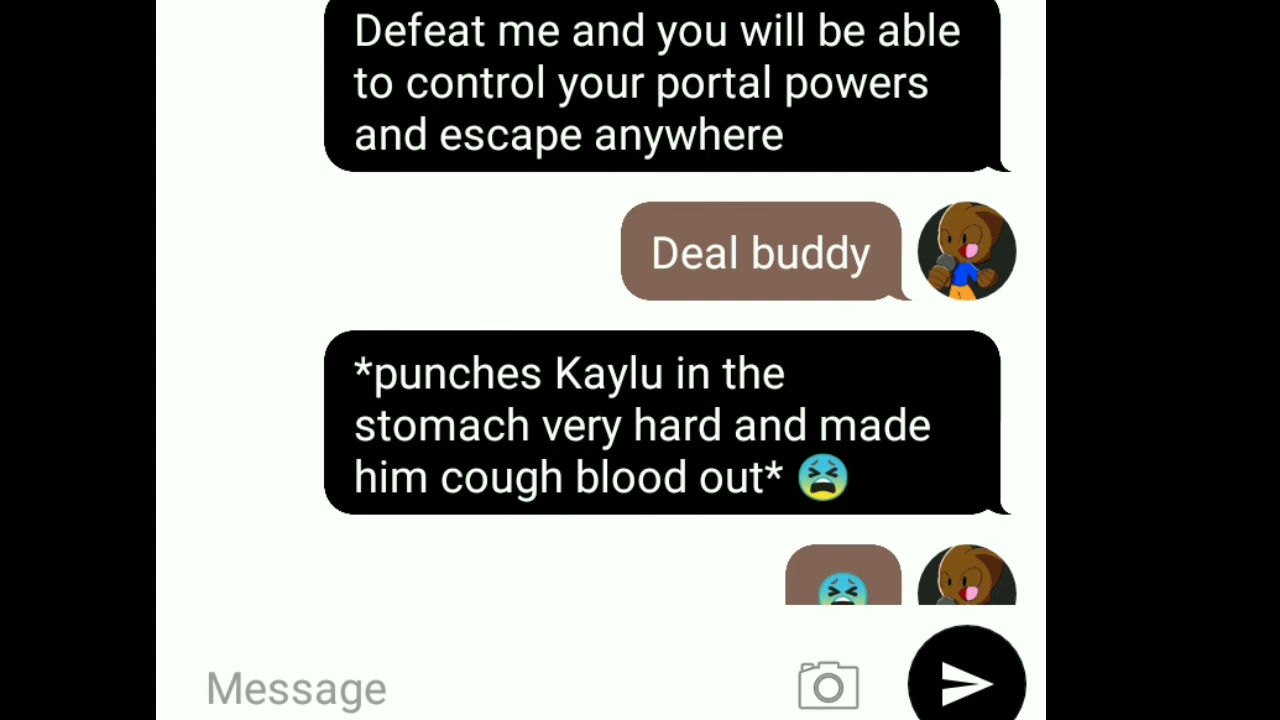 Defeat me and you will be able
to control your portal powers
and escape anywhere
Deal buddy
*punches Kaylu in the
stomach very hard and made
him cough blood out* 😫
😫
Message